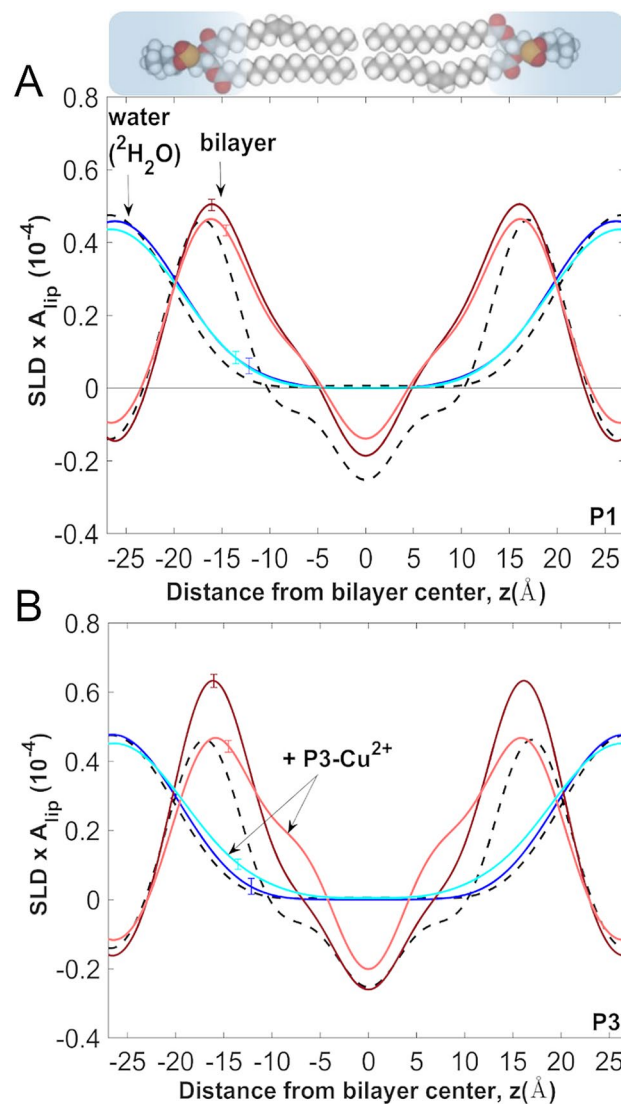 A
0.8
0.6
0.4
0.2
0
-0.2
-0.4
SLD x A_lip (10^-4)
water
(^2H_2O)
bilayer
P1
-25 -20 -15 -10 -5 0 5 10 15 20 25
Distance from bilayer center, z(Å)
B
0.8
0.6
0.4
0.2
0
-0.2
-0.4
SLD x A_lip (10^-4)
+ P3-Cu^2+
P3
-25 -20 -15 -10 -5 0 5 10 15 20 25
Distance from bilayer center, z(Å)